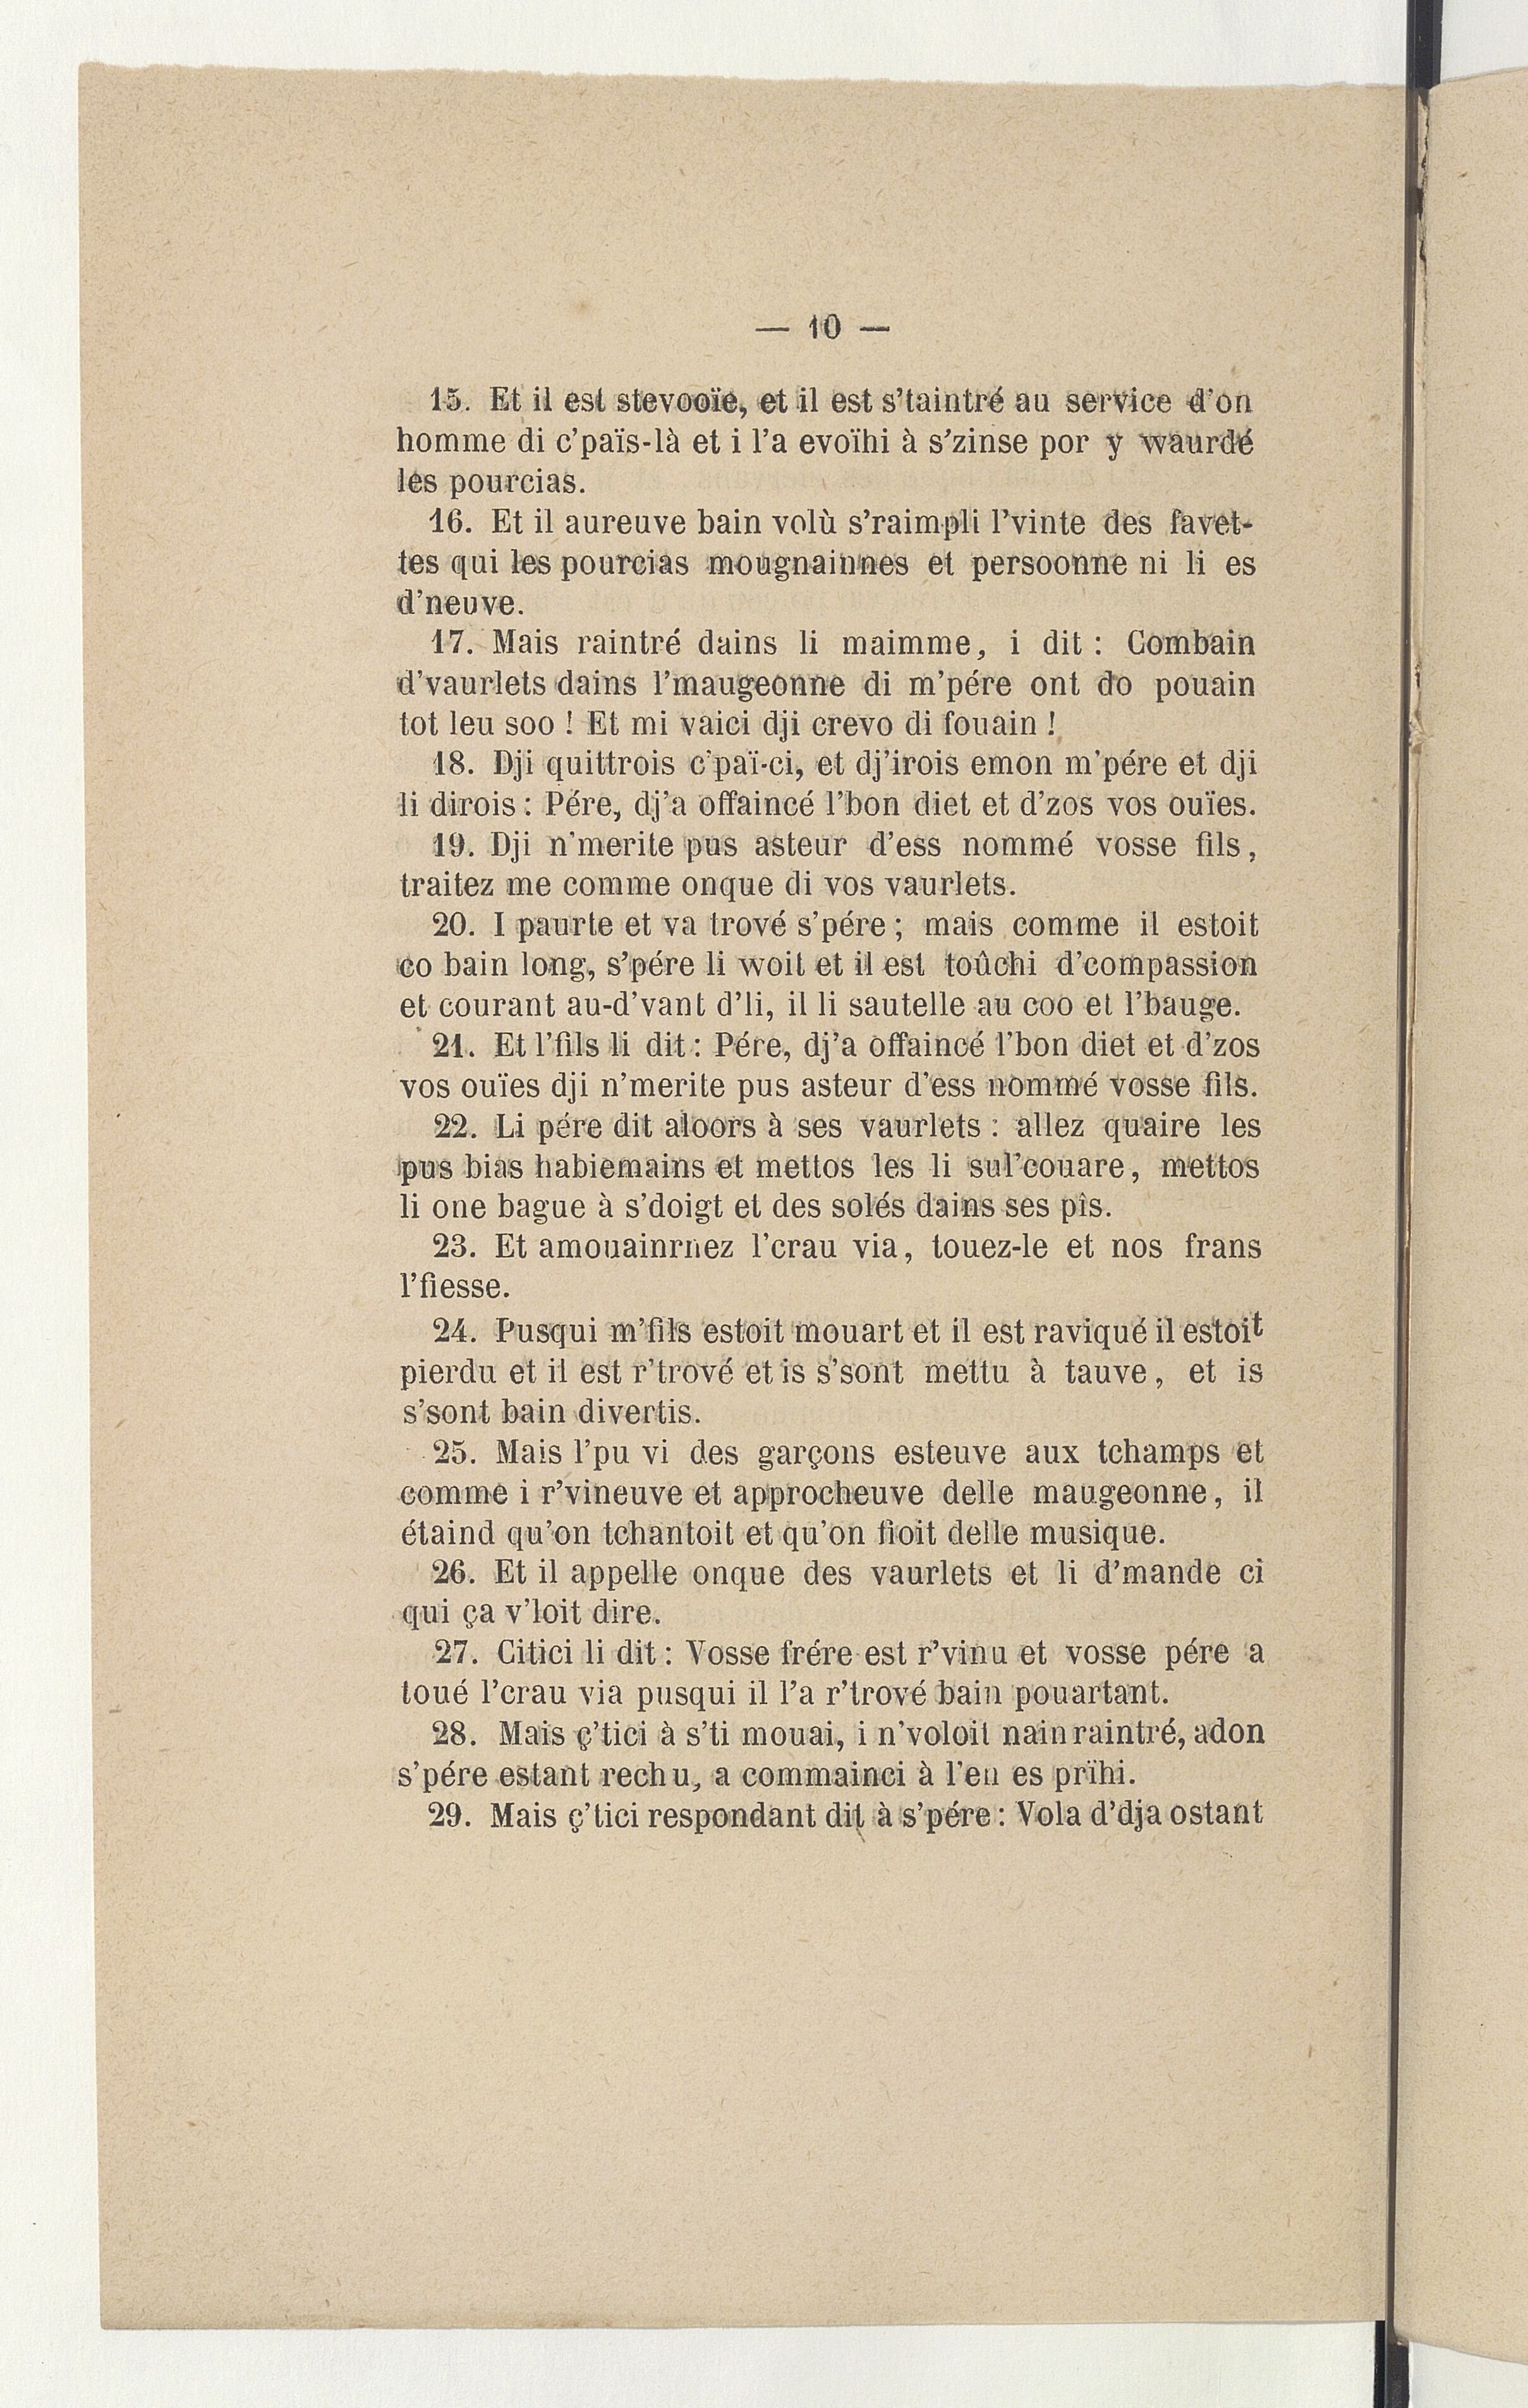 — 10 —
15. Et il est stevooïe, et il est s'taintré au service d'on
homme di c'païs-là et i l'a evoïhi à s'zinse por y waurdé
les pourcias.
16. Et il aureuve bain volù s'raimpli l'vinte des favet-
tes qui les pourcias mougnainnes et persoonne ni li es
d'neuve.
17. Mais raintré dains li maimme, i dit : Combain
d'vaurlets dains l'maugeonne di m'pére ont do pouain
tot leu soo ! Et mi vaici dji crevo di fouain !
18. Dji quittrois c'paï-ci, et dj'irois emon m'pére et dji
li dirois : Pére, dj'a offaincé l'bon diet et d'zos vos ouïes.
19. Dji n'merite pus asteur d'ess nommé vosse fils,
traitez me comme onque di vos vaurlets.
20. I paurte et va trové s'pére ; mais comme il estoit
co bain long, s'pére li woit et il est toûchi d'compassion
et courant au-d'vant d'li, il li sautelle au coo et l'bauge.
21. Et l'fils li dit : Pére, dj'a offaincé l'bon diet et d'zos
vos ouïes dji n'merite pus asteur d'ess nommé vosse fils.
22. Li pére dit aloors à ses vaurlets : allez quaire les
pus bias habiemains et mettos les li sul'couare, mettos
li one bague à s'doigt et des solés dains ses pîs.
23. Et amouainrnez l'crau via, touez-le et nos frans
l'fiesse.
24. Pusqui m'fils estoit mouart et il est raviqué il estoit
pierdu et il est r'trové et is s'sont mettu à tauve, et is
s'sont bain divertis.
25. Mais l'pu vi des garçons esteuve aux tchamps et
comme i r'vineuve et approcheuve delle maugeonne, il
étaind qu'on tchantoit et qu'on fioit delle musique.
26. Et il appelle onque des vaurlets et li d'mande ci
qui ça v'loit dire.
27. Citici li dit : Vosse frére est r'vinu et vosse pére a
toué l'crau via pusqui il l'a r'trové bain pouartant.
28. Mais ç'tici à s'ti mouai, i n'voloit nain raintré, adon
s'pére estant rechu, a commainci à l'en es prïhi.
29. Mais ç'tici respondant dit à s'pére : Vola d'dja ostant